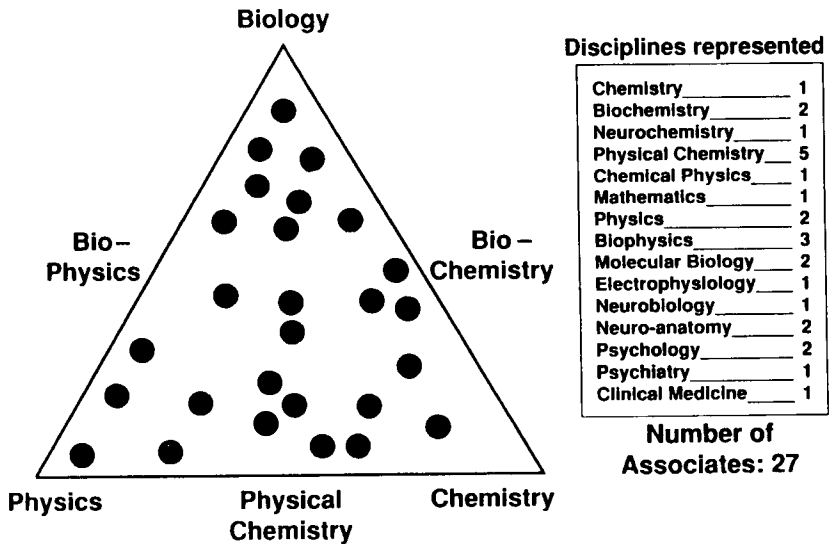 Biology
Bio –
Physics
Bio –
Chemistry
Physics
Physical
Chemistry
Chemistry
Disciplines represented
Chemistry 1
Biochemistry 2
Neurochemistry 1
Physical Chemistry 5
Chemical Physics 1
Mathematics 1
Physics 2
Biophysics 3
Molecular Biology 2
Electrophysiology 1
Neurobiology 1
Neuro-anatomy 2
Psychology 2
Psychiatry 1
Clinical Medicine 1
Number of
Associates: 27